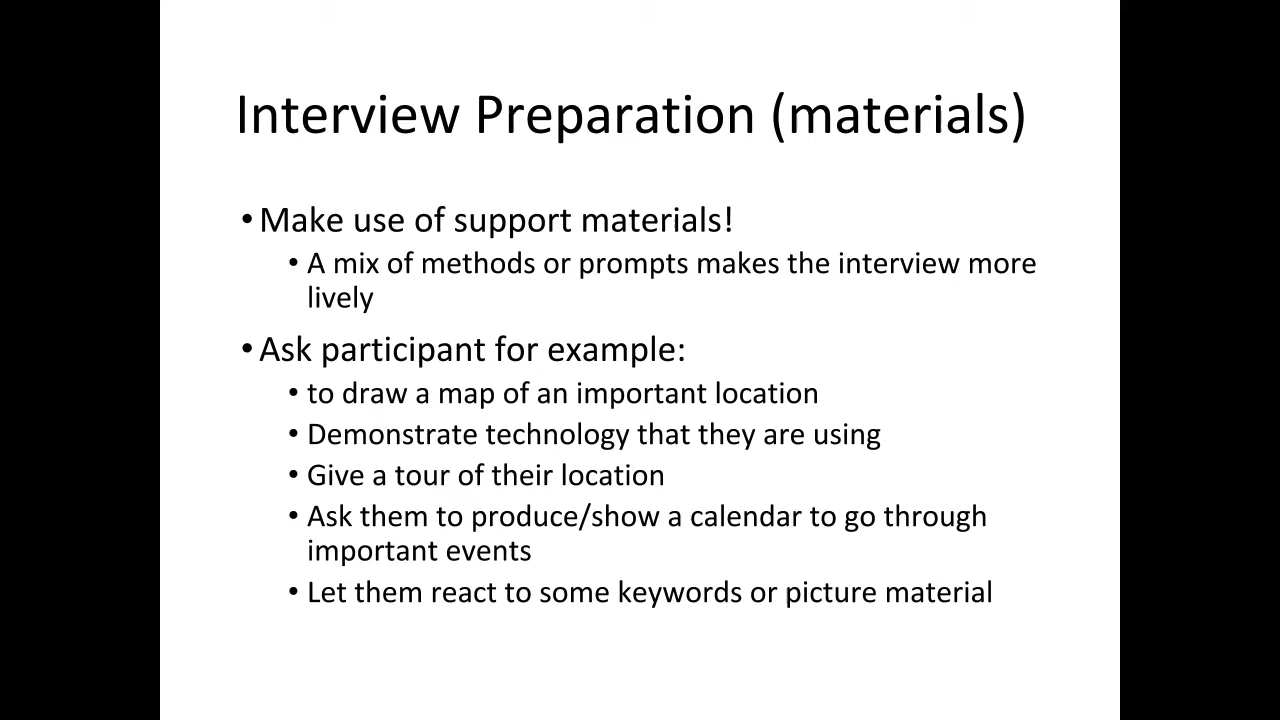 Interview Preparation (materials)
• Make use of support materials!
• A mix of methods or prompts makes the interview more
lively
• Ask participant for example:
• to draw a map of an important location
• Demonstrate technology that they are using
• Give a tour of their location
• Ask them to produce/show a calendar to go through
important events
• Let them react to some keywords or picture material